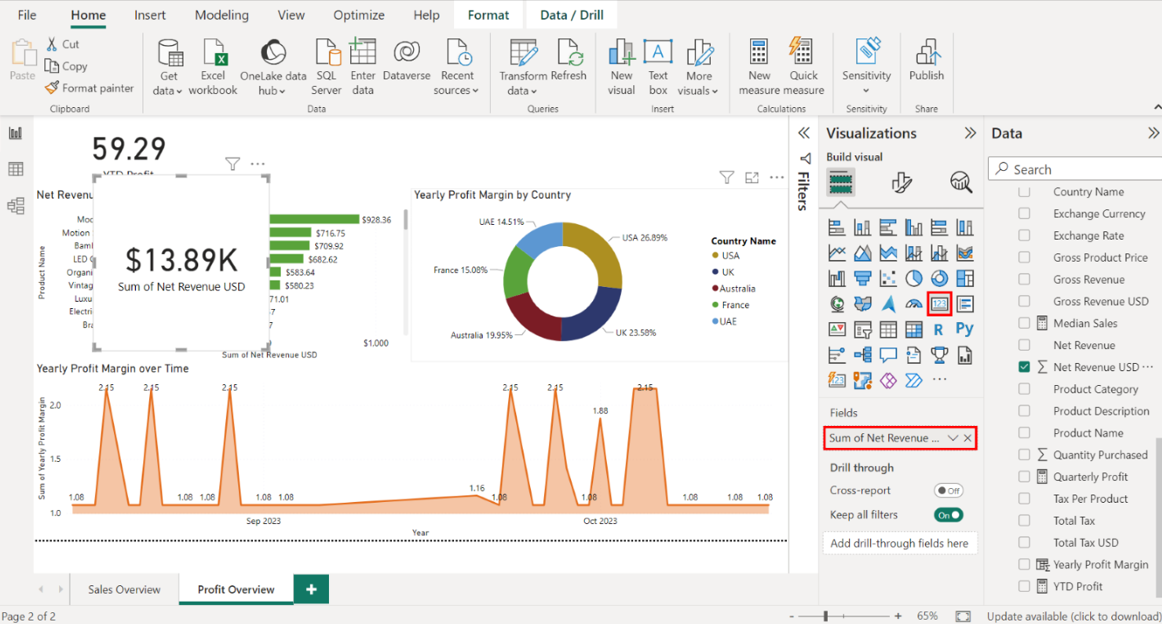 File Home Insert Modeling View Optimize Help Format Data / Drill
Paste
Cut
Copy
Format painter
Clipboard
Get data
Excel workbook
OneLake data hub
SQL Server
Enter data
Dataverse
Recent sources
Data
Transform data
Refresh
Queries
New visual
Text box
More visuals
Insert
New measure
Quick measure
Calculations
Sensitivity
Sensitivity
Publish
Share
59.29
YTD Profit
$13.89K
Sum of Net Revenue USD
Product Name
Motion
LED
Organi
Vintag
Luxu
Electri
$928.36
$716.75
$709.92
$682.62
$583.64
$580.23
71.01
$1.000
Sum of Net Revenue USD
Yearly Profit Margin by Country
UAE 14.51%
USA 26.89%
France 15.08%
Australia 19.95%
UK 23.58%
Country Name
USA
UK
Australia
France
UAE
Yearly Profit Margin over Time
Sum of Yearly Profit Margin
2.0
1.5
1.0
2.15 2.15 2.15 2.15 2.15 2.15
1.88
1.16
1.08 1.08 1.08 1.08 1.08 1.08 1.08 1.08 1.08 1.08
Sep 2023 Oct 2023
Year
Filters
Visualizations
Build visual
123
R Py
Fields
Sum of Net Revenue ...
Drill through
Cross-report Off
Keep all filters On
Add drill-through fields here
Data
Search
Country Name
Exchange Currency
Exchange Rate
Gross Product Price
Gross Revenue
Gross Revenue USD
Median Sales
Net Revenue
Net Revenue USD
Product Category
Product Description
Product Name
Quantity Purchased
Quarterly Profit
Tax Per Product
Total Tax
Total Tax USD
Yearly Profit Margin
YTD Profit
Sales Overview Profit Overview +
Page 2 of 2
- + 65%
Update available (click to download)